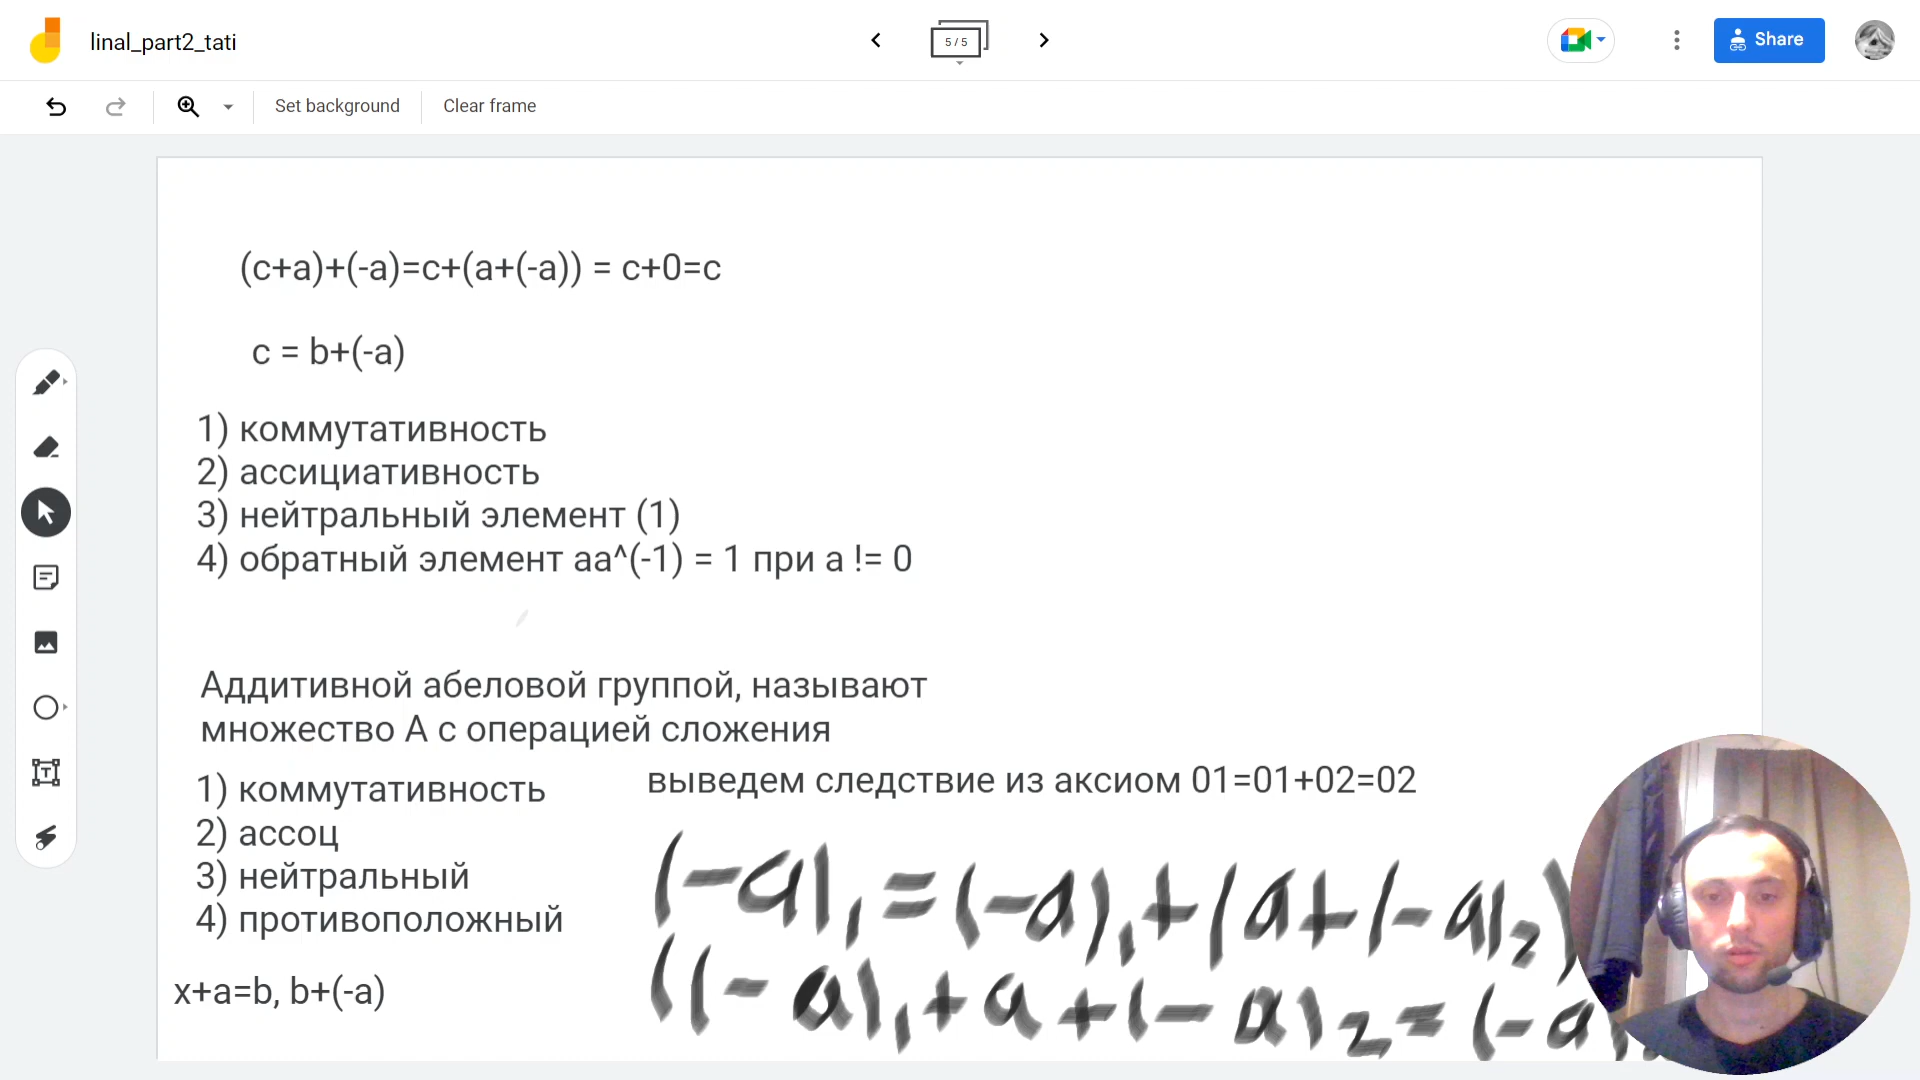 linal_part2_tati
5 / 5
Share
Set background
Clear frame
(c+a)+(-a)=c+(a+(-a)) = c+0=c
c = b+(-a)
1) коммутативность
2) ассициативность
3) нейтральный элемент (1)
4) обратный элемент aa^(-1) = 1 при a != 0
Аддитивной абеловой группой, называют
множество А с операцией сложения
1) коммутативность
2) ассоц
3) нейтральный
4) противоположный
x+a=b, b+(-a)
выведем следствие из аксиом 01=01+02=02
(-a)₁=(-a)₁+(a+(-a)₂)
((-a)₁+a+(-a)₂=(-a)